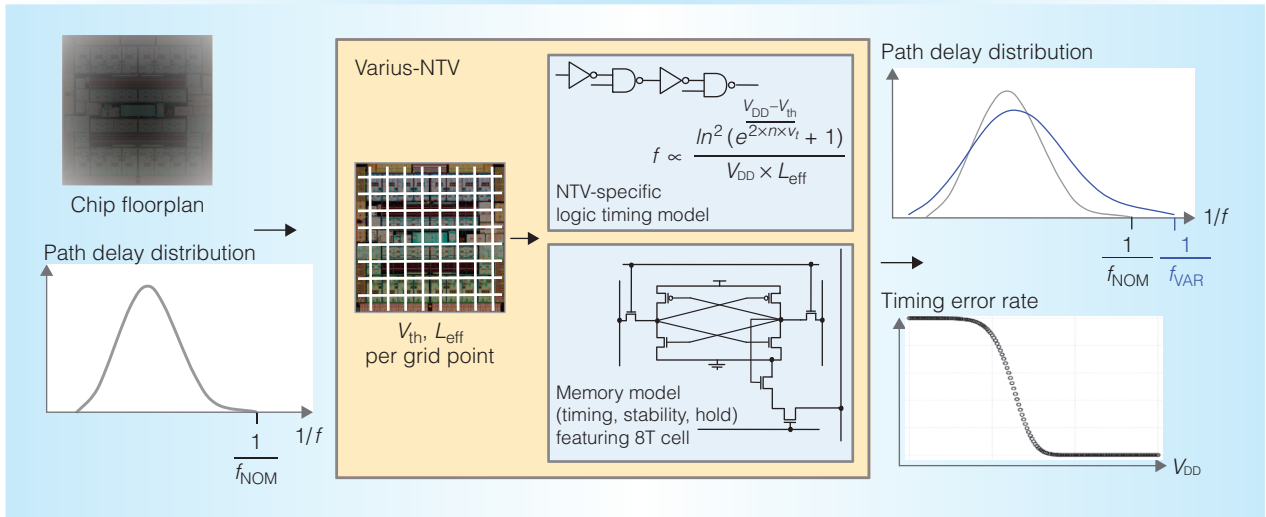 Chip floorplan
Path delay distribution
1/f
1
f_NOM
Varius-NTV
V_th, L_eff
per grid point
f ∝ ln² (e^{(V_DD–V_th)/(2×n×v_t)} + 1) / (V_DD × L_eff)
NTV-specific
logic timing model
Memory model
(timing, stability, hold)
featuring 8T cell
Path delay distribution
1/f
1 1
f_NOM f_VAR
Timing error rate
V_DD